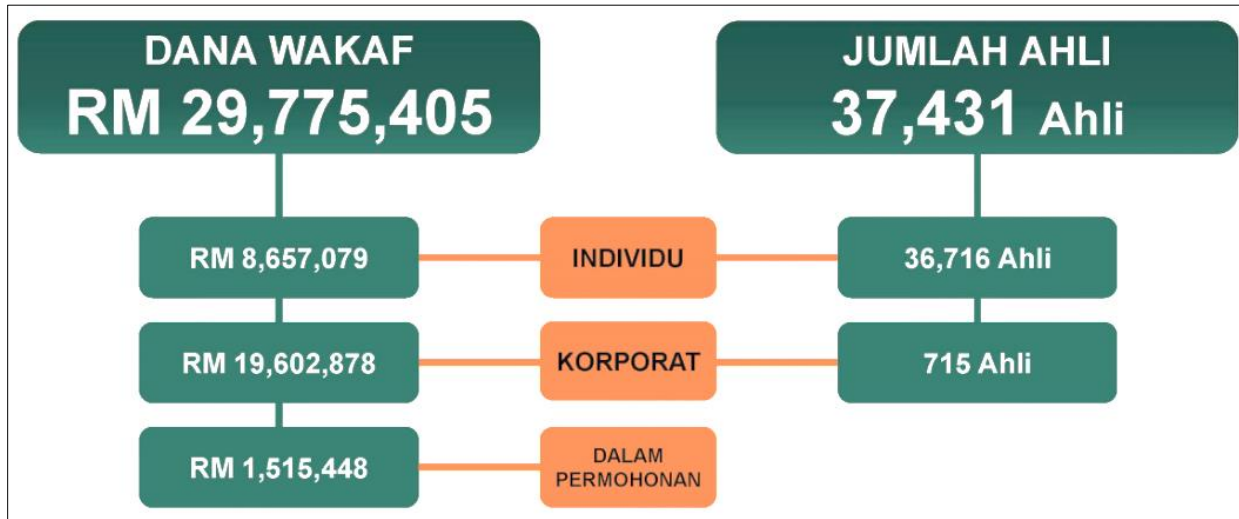 DANA WAKAF
RM 29,775,405
JUMLAH AHLI
37,431 Ahli
RM 8,657,079
INDIVIDU
36,716 Ahli
RM 19,602,878
KORPORAT
715 Ahli
RM 1,515,448
DALAM
PERMOHONAN